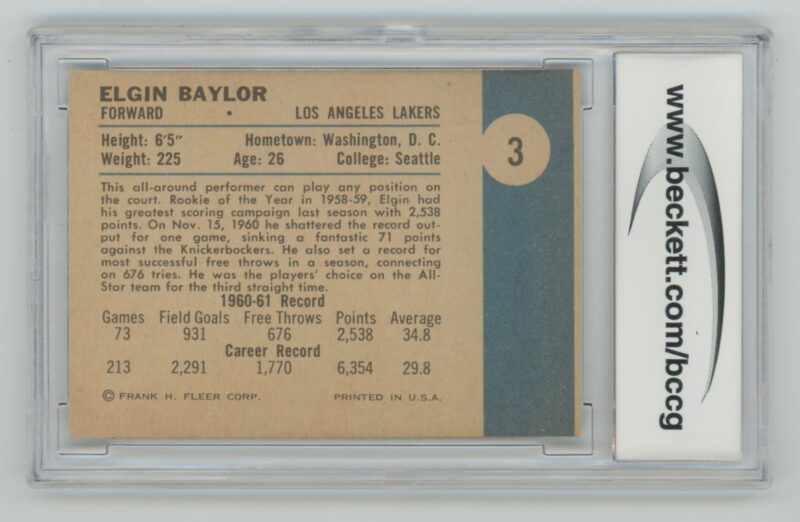 ELGIN BAYLOR
FORWARD • LOS ANGELES LAKERS
Height: 6'5" Hometown: Washington, D. C.
Weight: 225 Age: 26 College: Seattle
This all-around performer can play any position
on the court. Rookie of the Year in 1958-59, Elgin had
his greatest scoring campaign last season with 2,538
points. On Nov. 15, 1960 he shattered the record out-
put for one game, sinking a fantastic 71 points
against the Knickerbockers. He also set a record for
most successful free throws in a season, connecting
on 676 tries. He was the players' choice on the All-
Star team for the third straight time.
1960-61 Record
Games Field Goals Free Throws Points Average
73 931 676 2,538 34.8
Career Record
213 2,291 1,770 6,354 29.8
© FRANK H. FLEER CORP. PRINTED IN U.S.A.
3
www.beckett.com/bccg